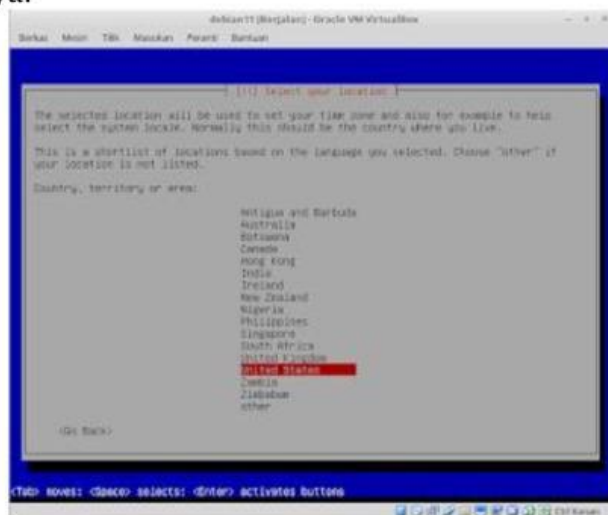 debian11 [Berjalan] - Oracle VM VirtualBox
Berkas Mesin Tilik Masukan Peranti Bantuan
[!!] Select your location
The selected location will be used to set your time zone and also for example to help
select the system locale. Normally this should be the country where you live.
This is a shortlist of locations based on the language you selected. Choose "other" if
your location is not listed.
Country, territory or area:
Antigua and Barbuda
Australia
Botswana
Canada
Hong Kong
India
Ireland
New Zealand
Nigeria
Philippines
Singapore
South Africa
United Kingdom
United States
Zambia
Zimbabwe
other
<Go Back>
<Tab> moves; <Space> selects; <Enter> activates buttons
Ctrl Kanan